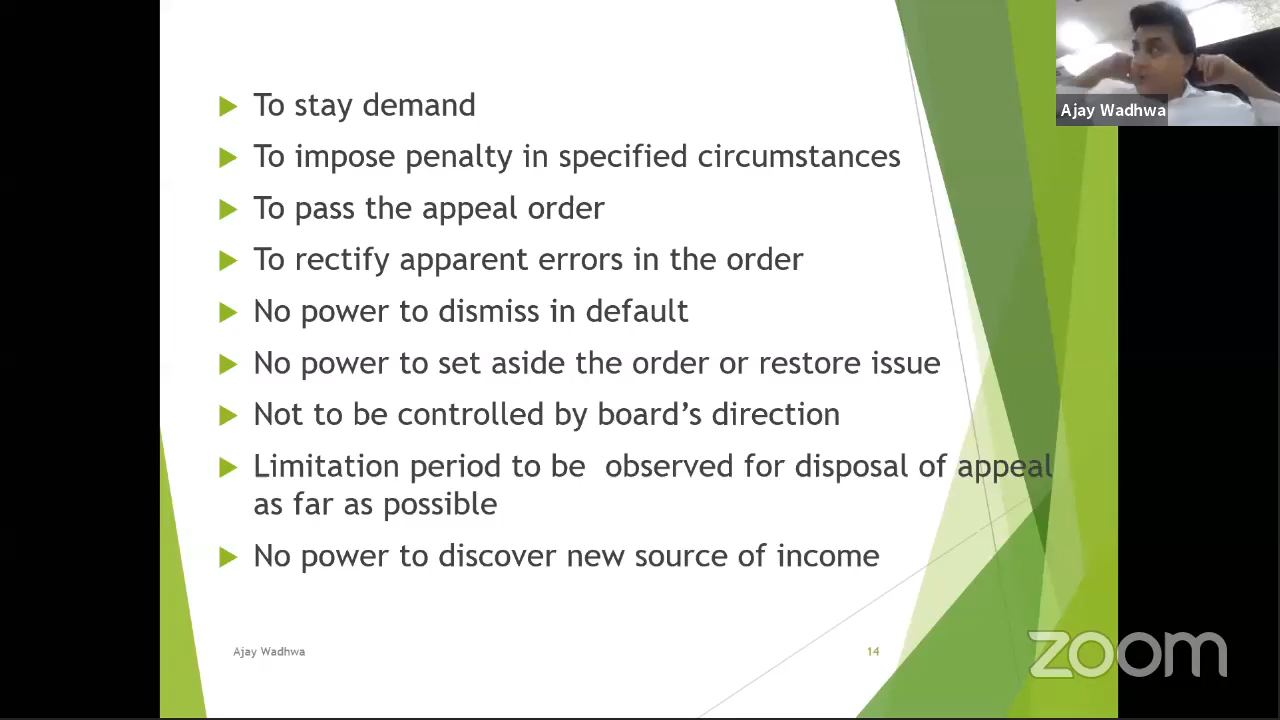 Ajay Wadhwa
To stay demand
To impose penalty in specified circumstances
To pass the appeal order
To rectify apparent errors in the order
No power to dismiss in default
No power to set aside the order or restore issue
Not to be controlled by board's direction
Limitation period to be  observed for disposal of appeal
as far as possible
No power to discover new source of income
Ajay Wadhwa
14
zoom